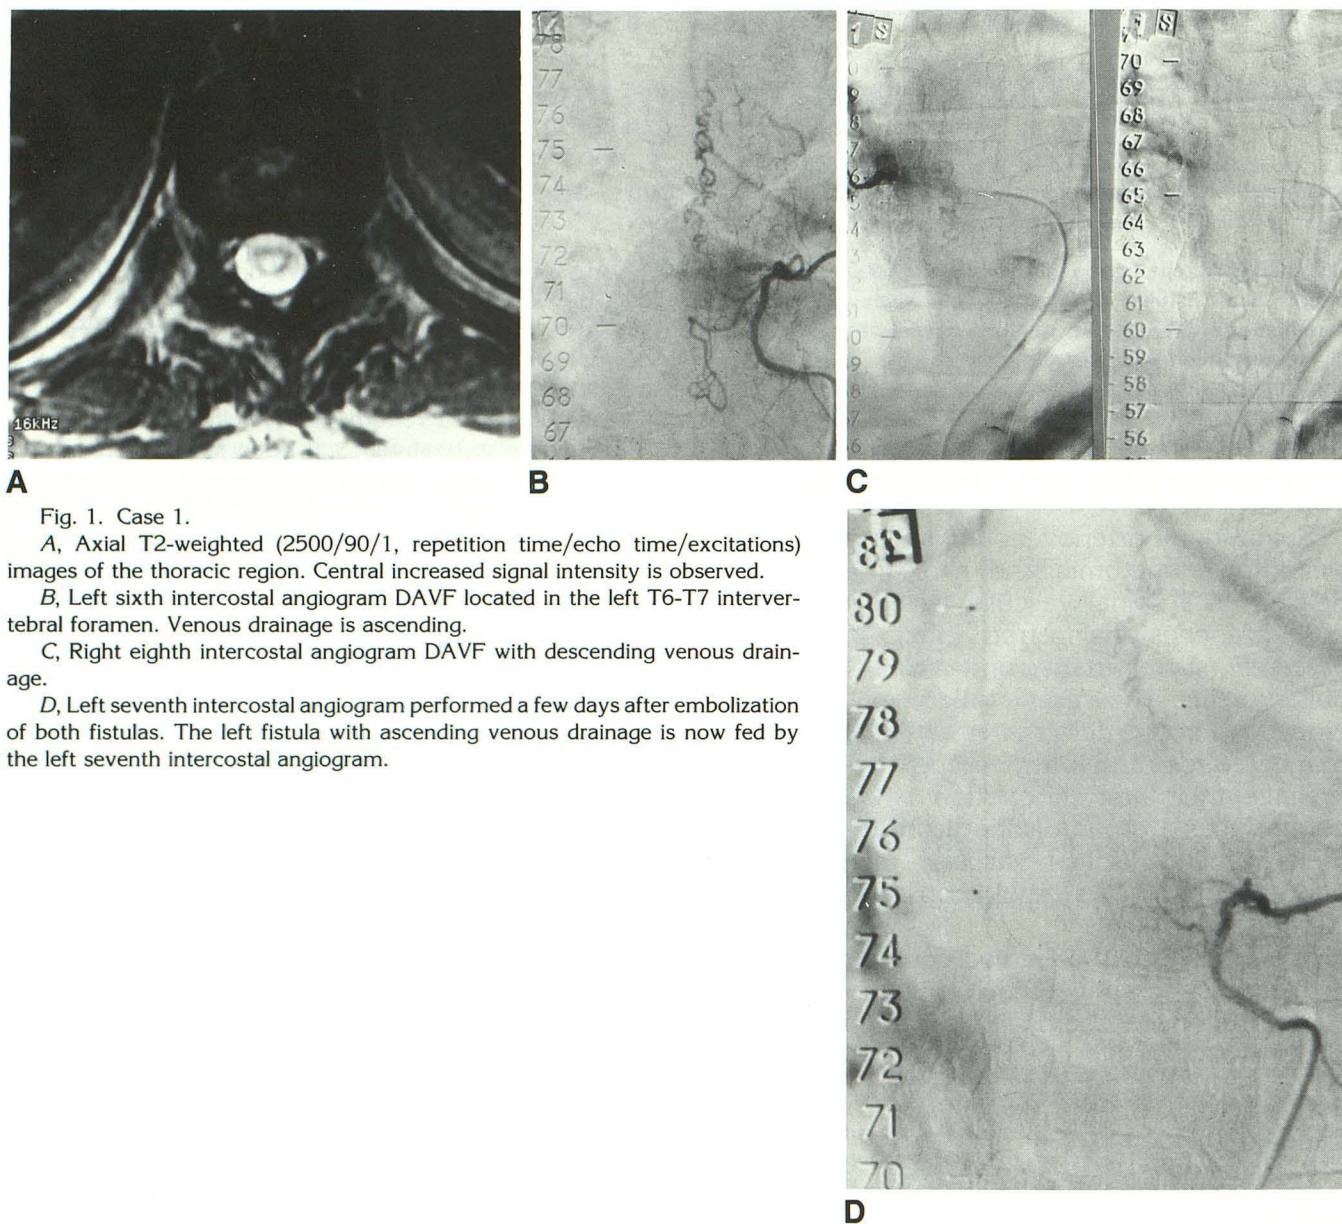 16kHz
A
78
77
76
75
74
73
72
71
70
69
68
67
B
1 S
S
70
69
68
67
66
65
64
63
62
61
60
59
58
57
56
C
Fig. 1. Case 1.
A, Axial T2-weighted (2500/90/1, repetition time/echo time/excitations)
images of the thoracic region. Central increased signal intensity is observed.
B, Left sixth intercostal angiogram DAVF located in the left T6-T7 interver-
tebral foramen. Venous drainage is ascending.
C, Right eighth intercostal angiogram DAVF with descending venous drain-
age.
D, Left seventh intercostal angiogram performed a few days after embolization
of both fistulas. The left fistula with ascending venous drainage is now fed by
the left seventh intercostal angiogram.
80
79
78
77
76
75
74
73
72
71
70
D